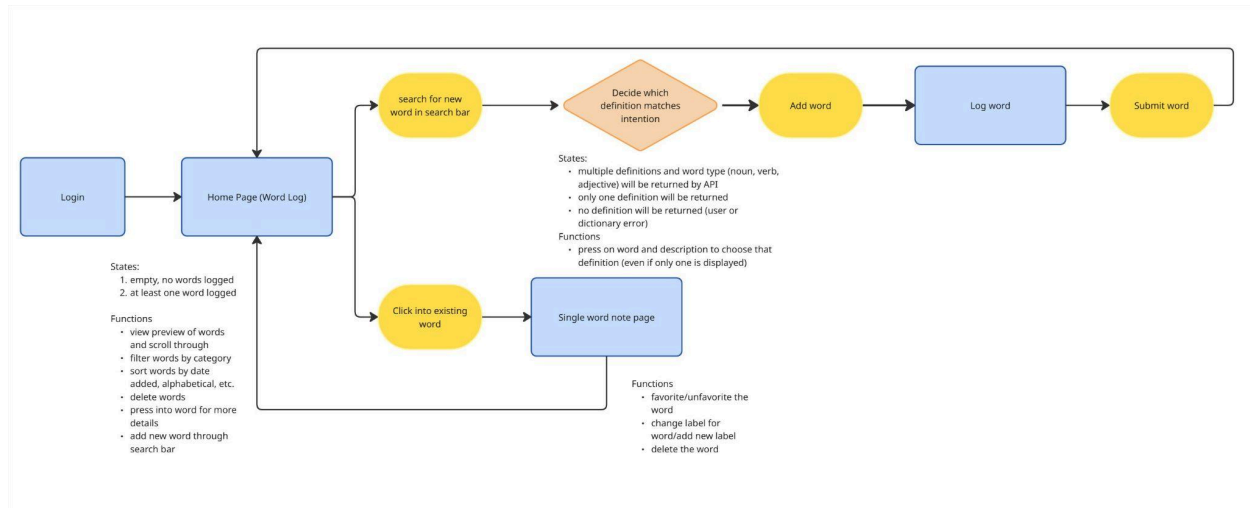 search for new
word in search bar
Decide which
definition matches
intention
Add word
Log word
Submit word
Login
Home Page (Word Log)
States:
• multiple definitions and word type (noun, verb,
adjective) will be returned by API
• only one definition will be returned
• no definition will be returned (user or
dictionary error)
Functions
• press on word and description to choose that
definition (even if only one is displayed)
States:
1. empty, no words logged
2. at least one word logged
Functions
• view preview of words
and scroll through
• filter words by category
• sort words by date
added, alphabetical, etc.
• delete words
• press into word for more
details
• add new word through
search bar
Click into existing
word
Single word note page
Functions
• favorite/unfavorite the
word
• change label for
word/add new label
• delete the word